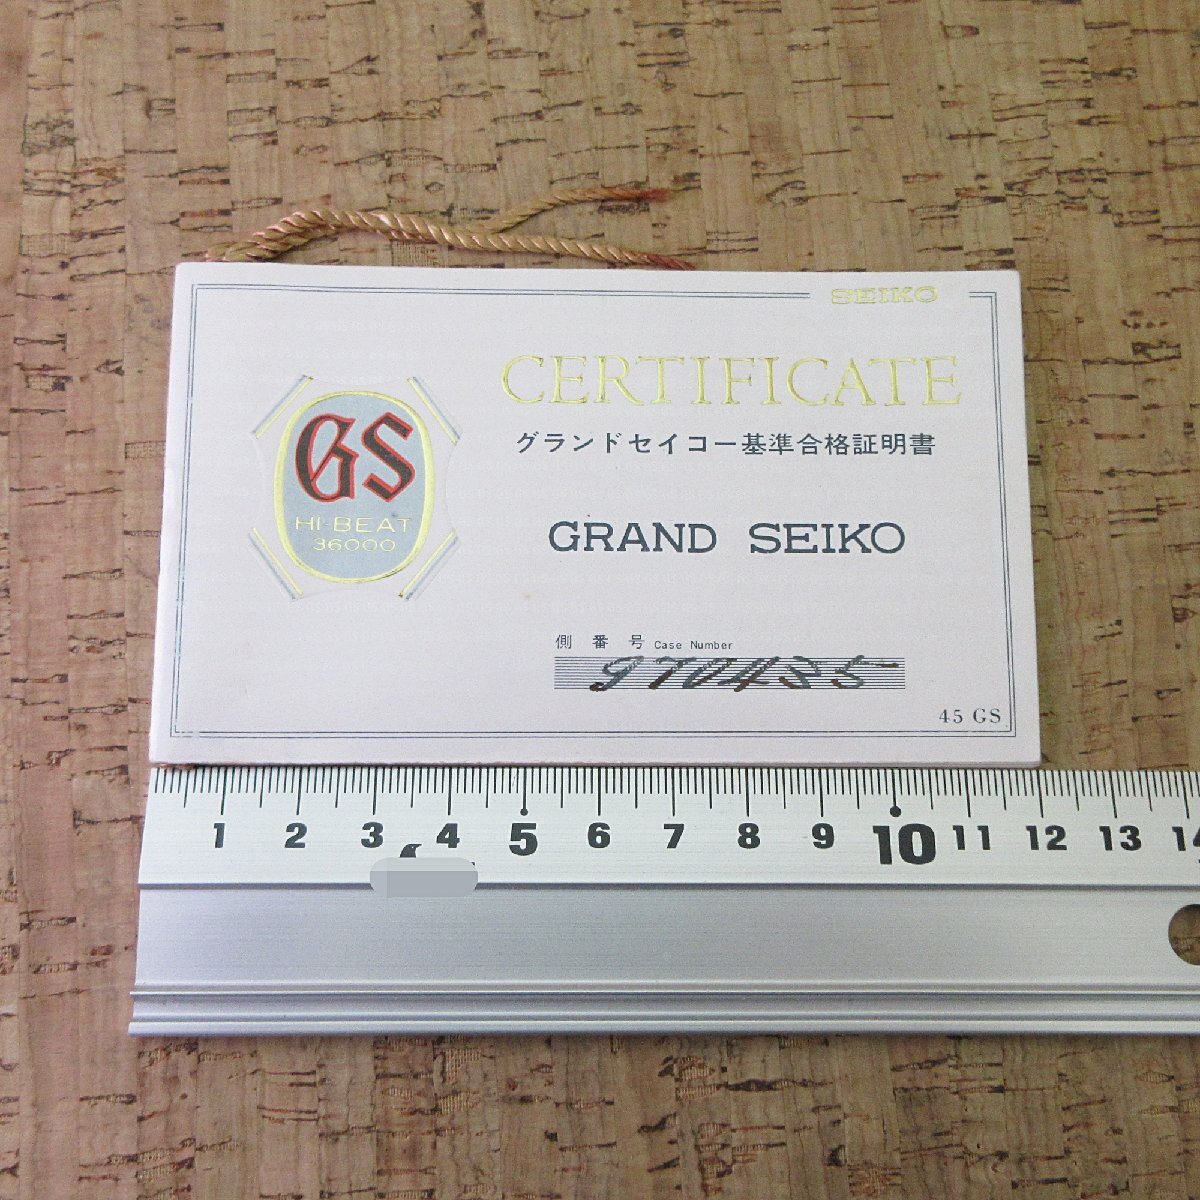 SEIKO
CERTIFICATE
グランドセイコー基準合格証明書
GS
HI-BEAT
36000
GRAND SEIKO
側番号 Case Number
970435
45 GS
1 2 3 4 5 6 7 8 9 10 11 12 13 14